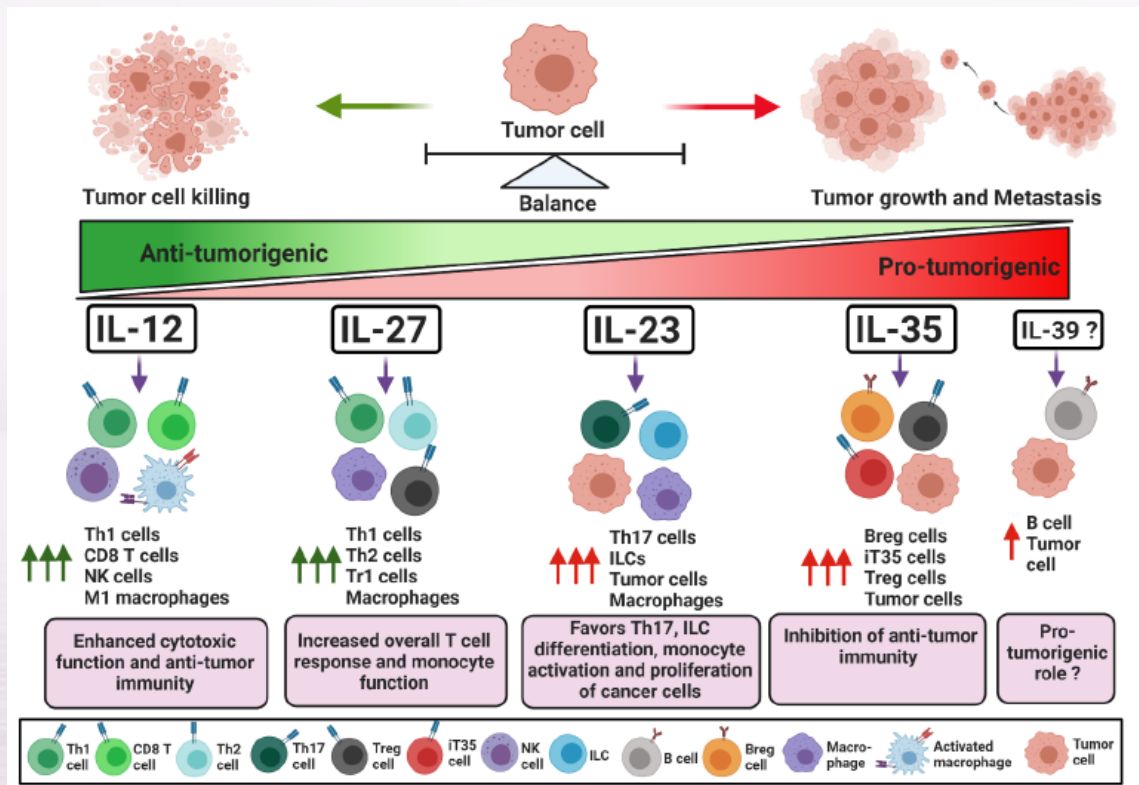 Tumor cell
Tumor cell killing
Balance
Tumor growth and Metastasis
Anti-tumorigenic
Pro-tumorigenic
IL-12
IL-27
IL-23
IL-35
IL-39 ?
Th1 cells
CD8 T cells
NK cells
M1 macrophages
Th1 cells
Th2 cells
Tr1 cells
Macrophages
Th17 cells
ILCs
Tumor cells
Macrophages
Breg cells
iT35 cells
Treg cells
Tumor cells
B cell
Tumor
cell
Enhanced cytotoxic
function and anti-tumor
immunity
Increased overall T cell
response and monocyte
function
Favors Th17, ILC
differentiation, monocyte
activation and proliferation
of cancer cells
Inhibition of anti-tumor
immunity
Pro-
tumorigenic
role ?
Th1
cell
CD8 T
cell
Th2
cell
Th17
cell
Treg
cell
iT35
cell
NK
cell
ILC
B cell
Breg
cell
Macro-
phage
Activated
macrophage
Tumor
cell